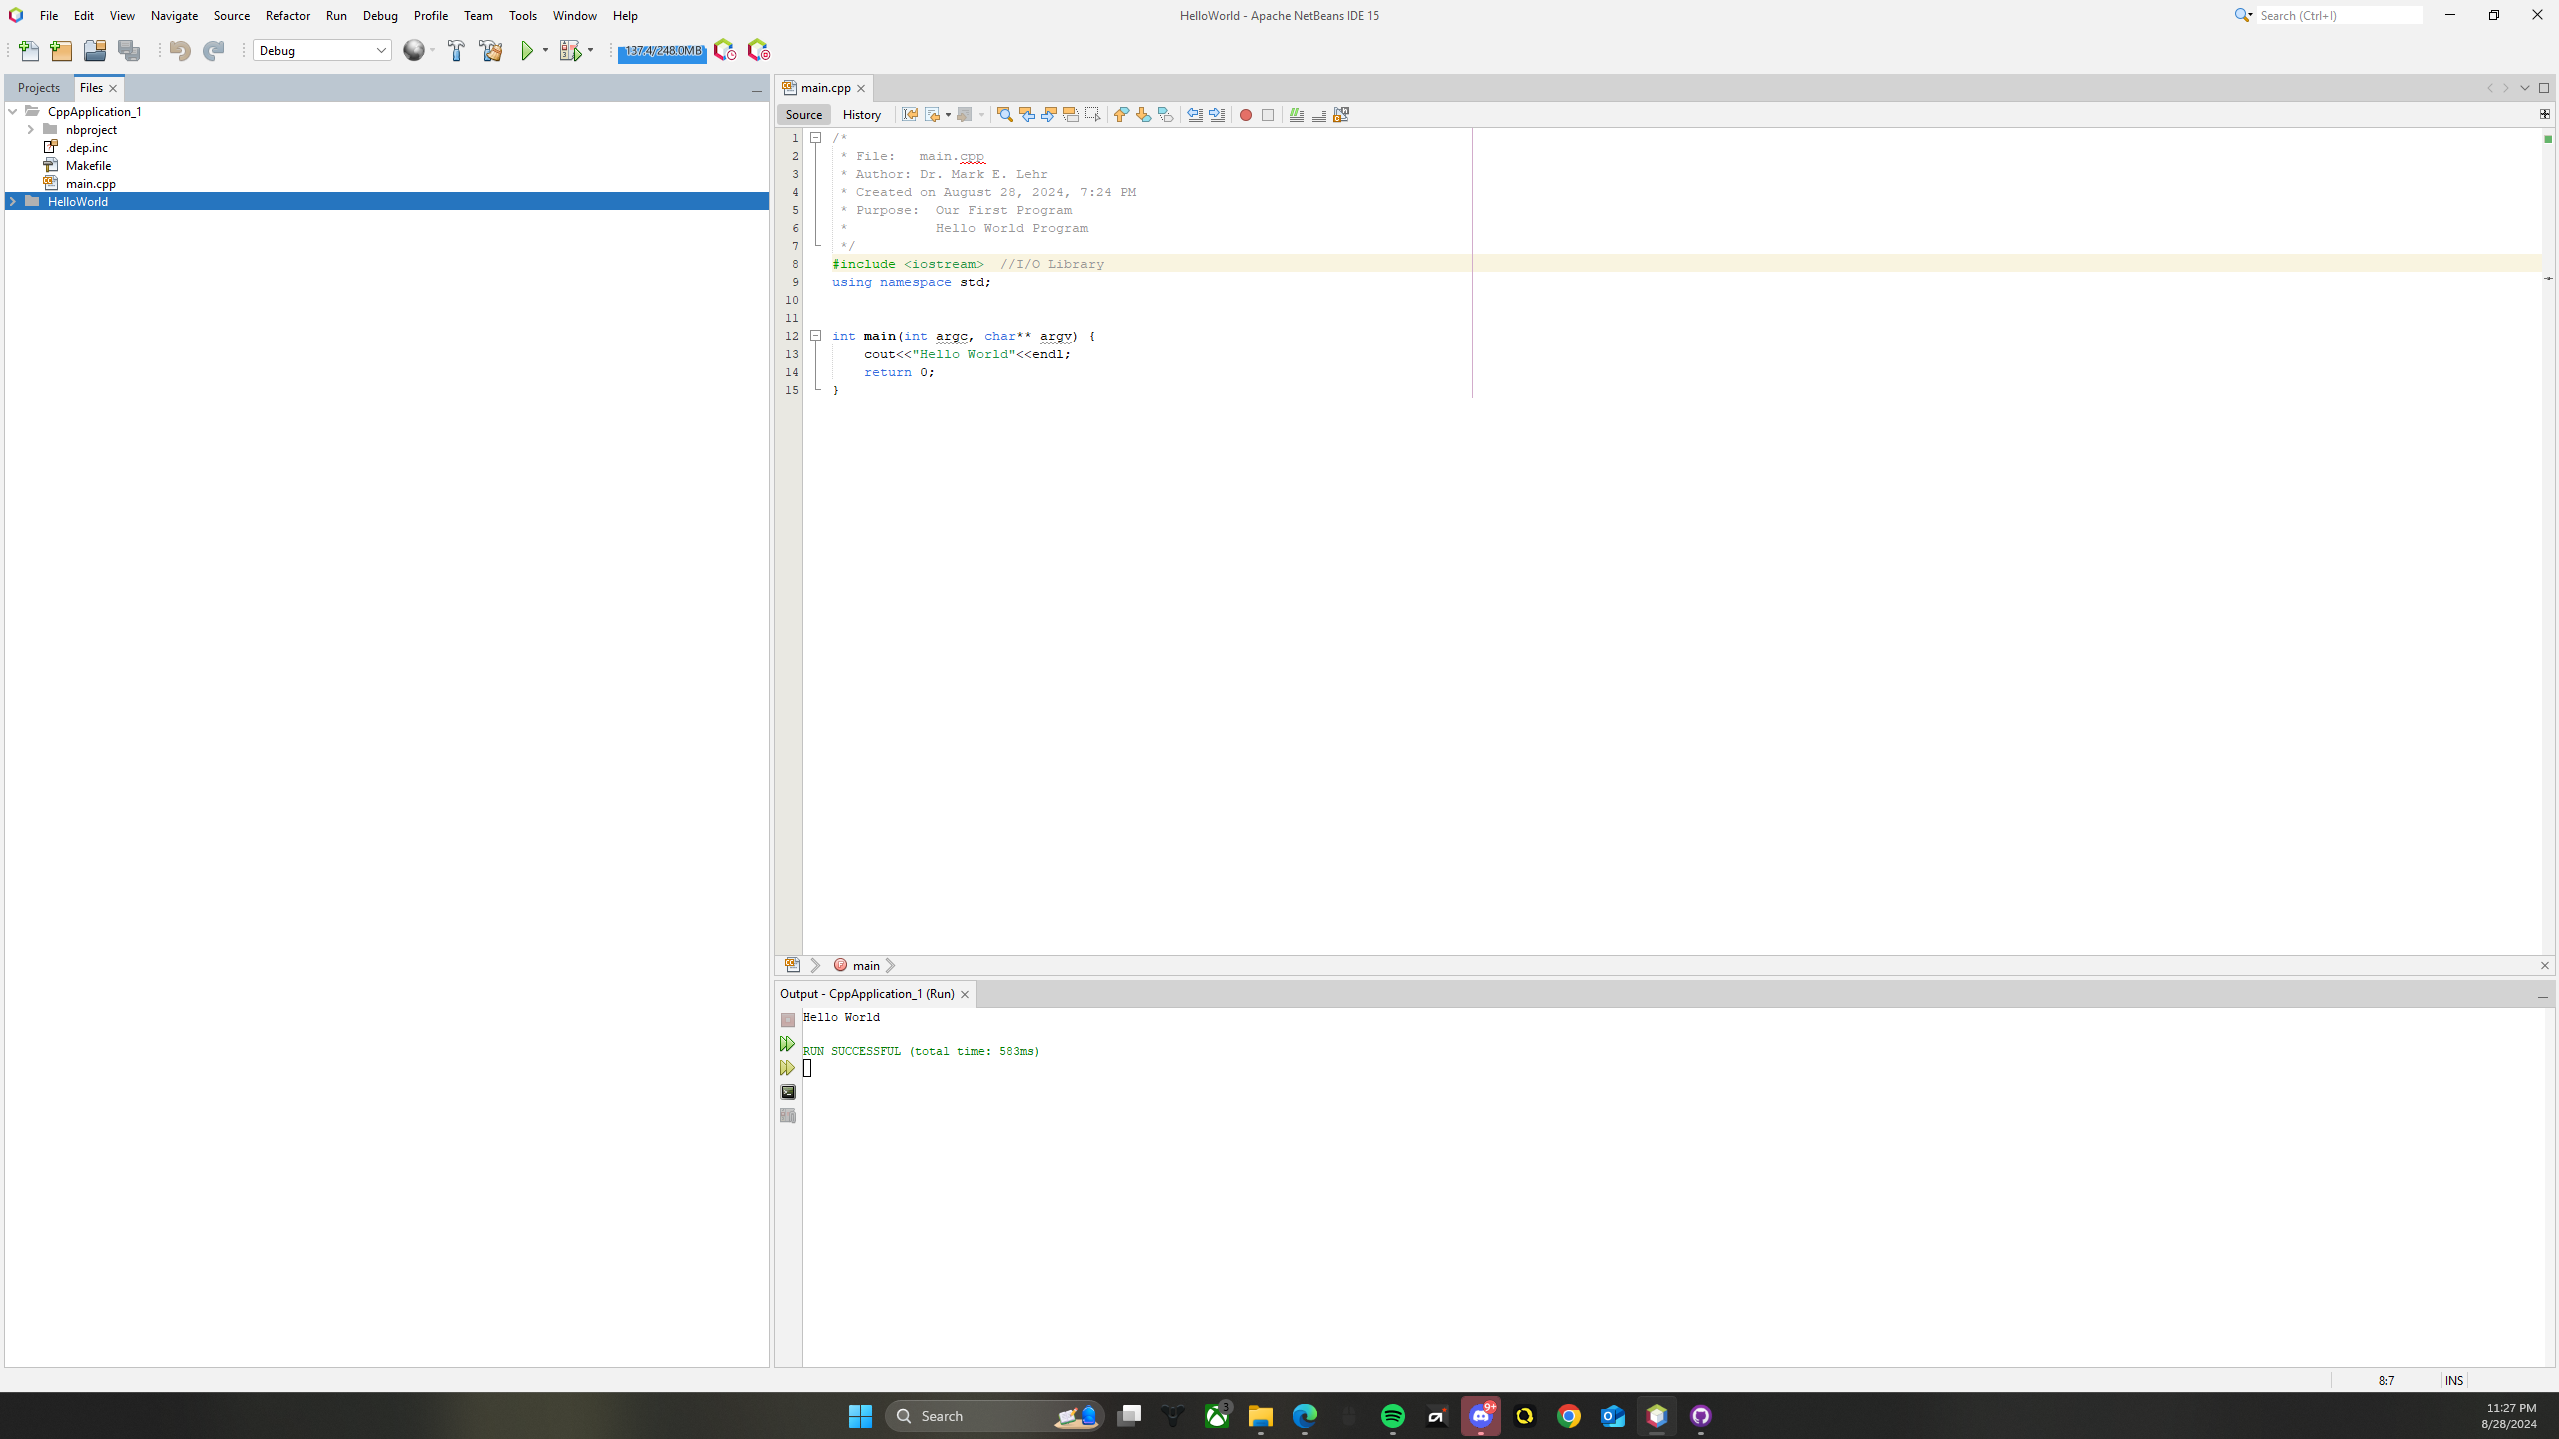 File Edit View Navigate Source Refactor Run Debug Profile Team Tools Window Help
HelloWorld - Apache NetBeans IDE 15
Search (Ctrl+I)
Debug
137.4/248.0MB
Projects
Files
CppApplication_1
nbproject
.dep.inc
Makefile
main.cpp
HelloWorld
main.cpp
Source History
1 /*
2 * File:   main.cpp
3 * Author: Dr. Mark E. Lehr
4 * Created on August 28, 2024, 7:24 PM
5 * Purpose:  Our First Program
6 *           Hello World Program
7 */
8 #include <iostream>  //I/O Library
9 using namespace std;
10
11
12 int main(int argc, char** argv) {
13     cout<<"Hello World"<<endl;
14     return 0;
15 }
main
Output - CppApplication_1 (Run)
Hello World
RUN SUCCESSFUL (total time: 583ms)
8:7 INS
Search
3
9+
11:27 PM
8/28/2024